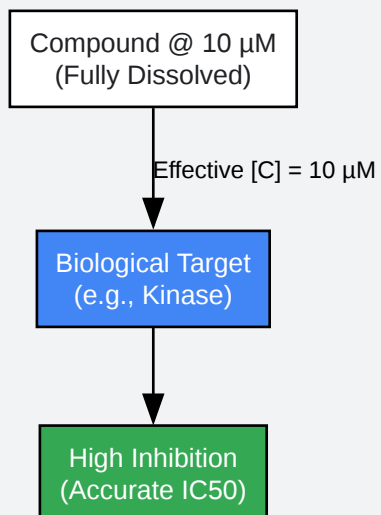 Compound @ 10 µM
(Fully Dissolved)
Effective [C] = 10 µM
Biological Target
(e.g., Kinase)
High Inhibition
(Accurate IC50)